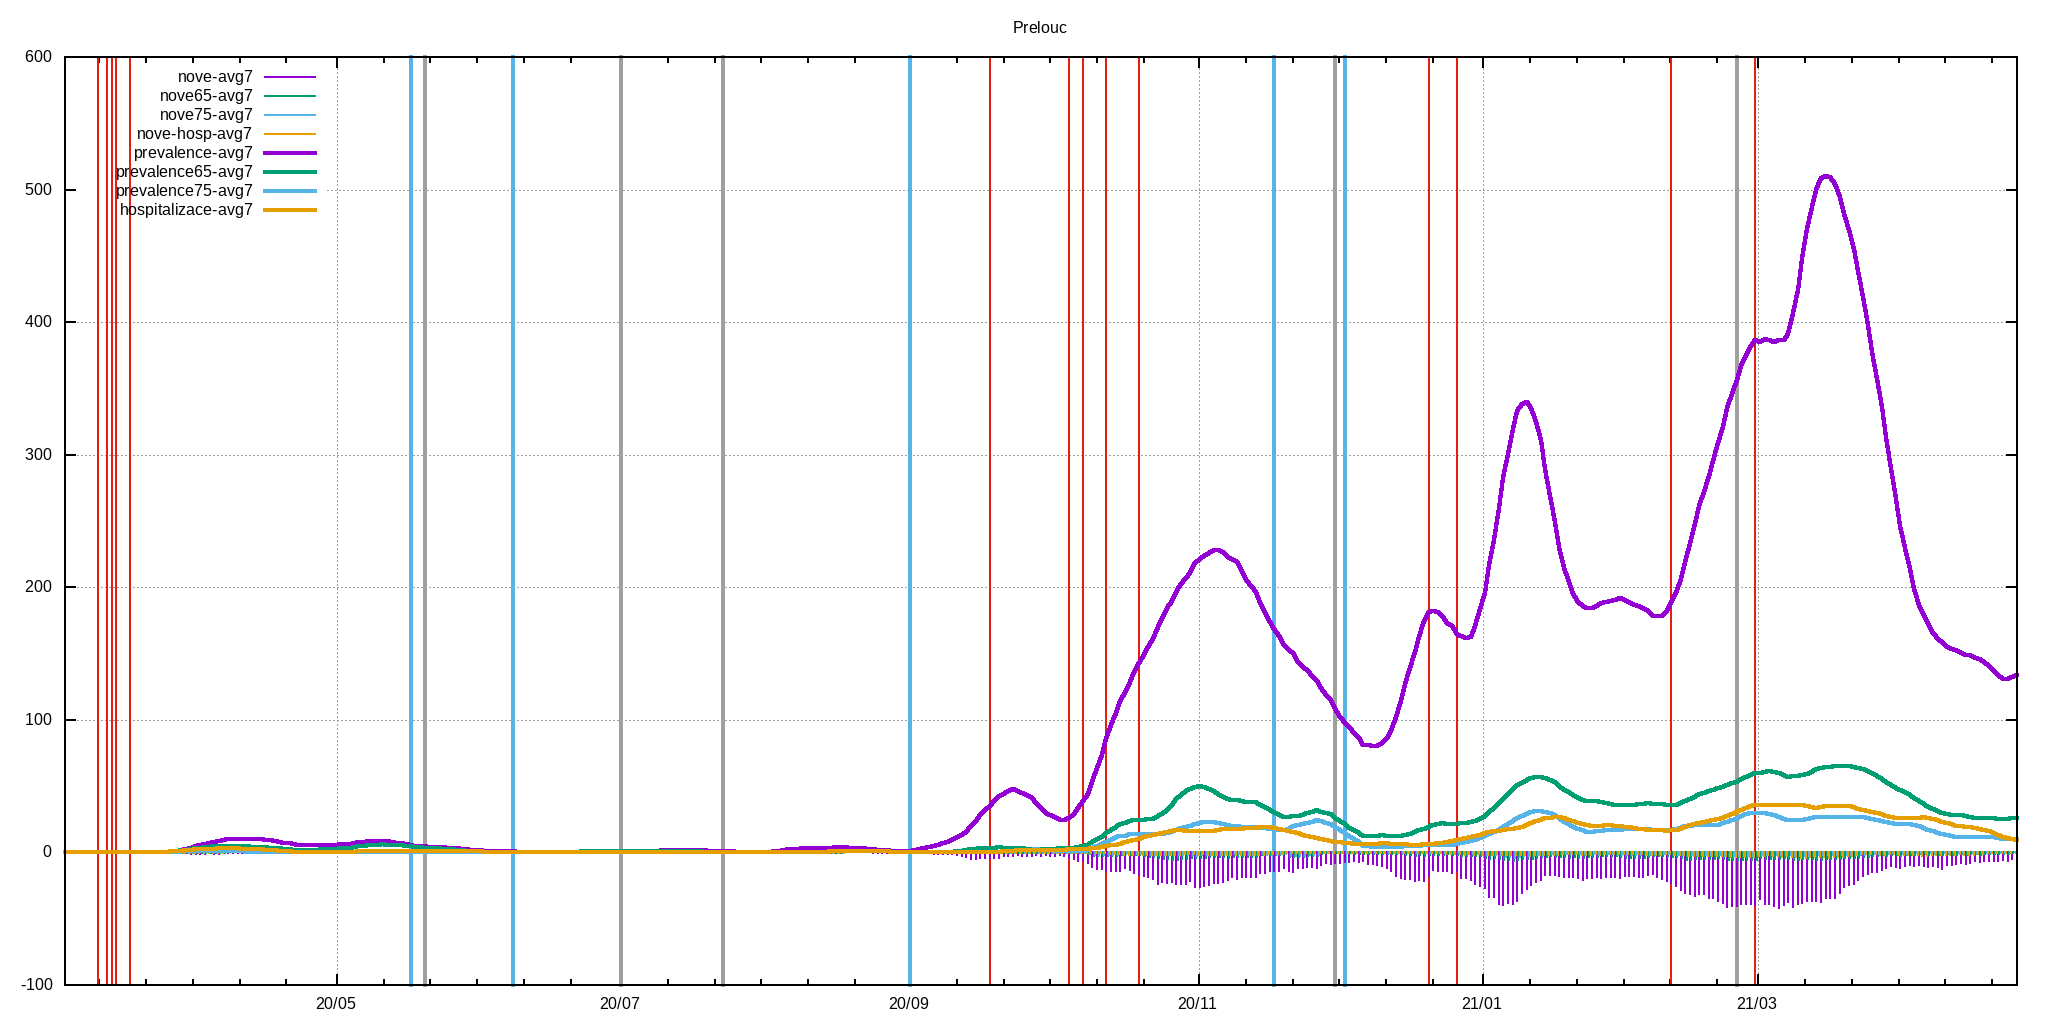 Prelouc
600
500
400
300
200
100
0
-100
nove-avg7
nove65-avg7
nove75-avg7
nove-hosp-avg7
prevalence-avg7
prevalence65-avg7
prevalence75-avg7
hospitalizace-avg7
20/05 20/07 20/09 20/11 21/01 21/03